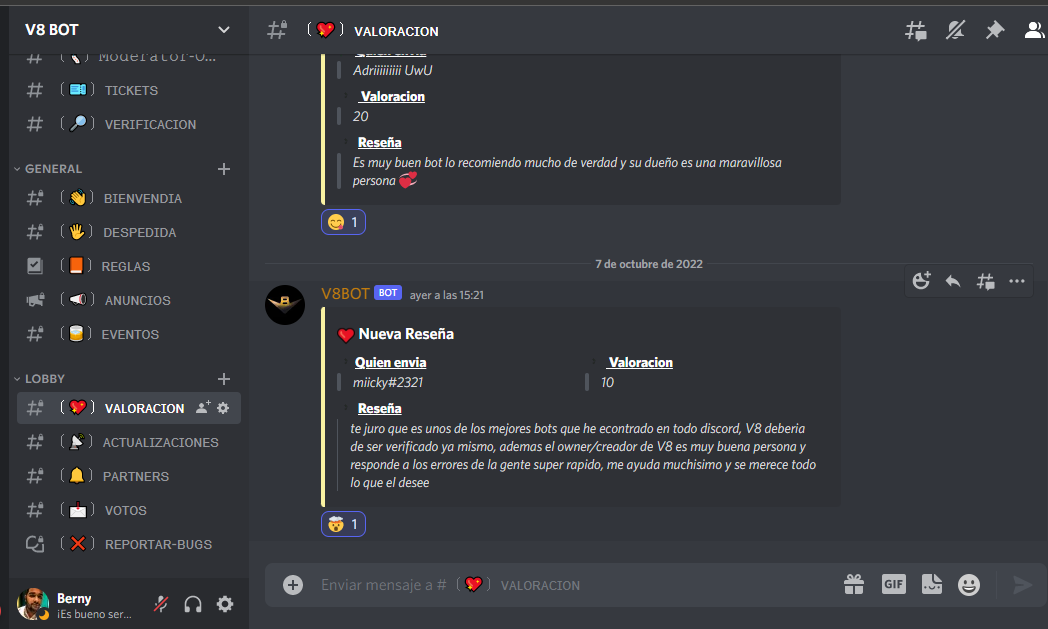 V8 BOT
Moderator-O...
TICKETS
VERIFICACION
GENERAL
BIENVENDIA
DESPEDIDA
REGLAS
ANUNCIOS
EVENTOS
LOBBY
VALORACION
ACTUALIZACIONES
PARTNERS
VOTOS
REPORTAR-BUGS
Berny
¡Es bueno ser...
VALORACION
Quien envia
Adriiiiiiiii UwU
Valoracion
20
Reseña
Es muy buen bot lo recomiendo mucho de verdad y su dueño es una maravillosa
persona 💞
😋 1
7 de octubre de 2022
V8BOT BOT ayer a las 15:21
❤️ Nueva Reseña
Quien envia Valoracion
miicky#2321 10
Reseña
te juro que es unos de los mejores bots que he econtrado en todo discord, V8 deberia
de ser verificado ya mismo, ademas el owner/creador de V8 es muy buena persona y
responde a los errores de la gente super rapido, me ayuda muchisimo y se merece todo
lo que el desee
🤯 1
Enviar mensaje a # 💖 VALORACION
GIF